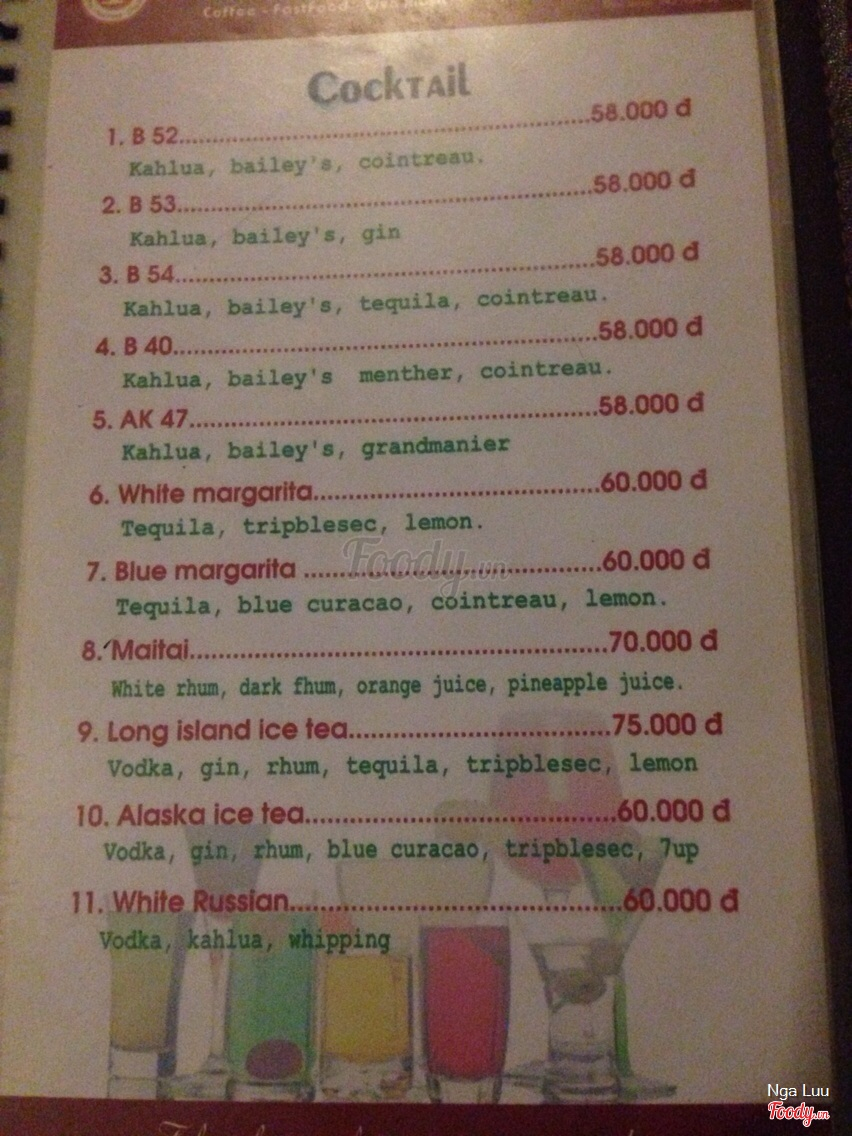 Coffee - FastFood
Cocktail
1. B 52......58.000 đ
Kahlua, bailey's, cointreau.
2. B 53......58.000 đ
Kahlua, bailey's, gin
3. B 54......58.000 đ
Kahlua, bailey's, tequila, cointreau.
4. B 40......58.000 đ
Kahlua, bailey's menther, cointreau.
5. AK 47......58.000 đ
Kahlua, bailey's, grandmanier
6. White margarita......60.000 đ
Tequila, tripblesec, lemon.
Foody.vn
7. Blue margarita ......60.000 đ
Tequila, blue curacao, cointreau, lemon.
8. Maitai......70.000 đ
White rhum, dark fhum, orange juice, pineapple juice.
9. Long island ice tea......75.000 đ
Vodka, gin, rhum, tequila, tripblesec, lemon
10. Alaska ice tea......60.000 đ
Vodka, gin, rhum, blue curacao, tripblesec, 7up
11. White Russian......60.000 đ
Vodka, kahlua, whipping
Nga Luu
Foody.vn